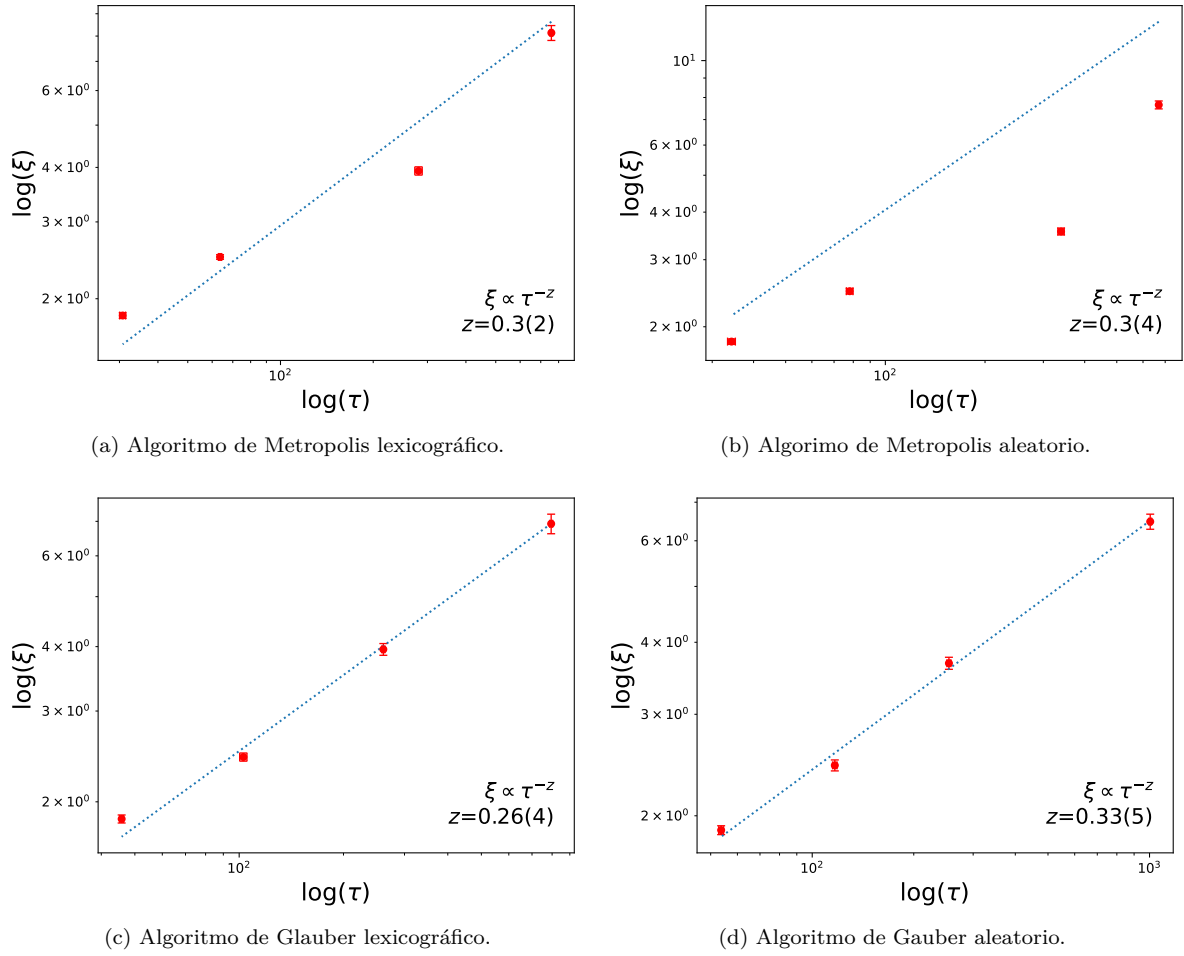 log(ξ)
6 × 10⁰
4 × 10⁰
3 × 10⁰
2 × 10⁰
10²
log(τ)
ξ ∝ τ⁻ᶻ
z=0.3(2)
(a) Algoritmo de Metropolis lexicográfico.
log(ξ)
10¹
6 × 10⁰
4 × 10⁰
3 × 10⁰
2 × 10⁰
10²
log(τ)
ξ ∝ τ⁻ᶻ
z=0.3(4)
(b) Algorimo de Metropolis aleatorio.
log(ξ)
6 × 10⁰
4 × 10⁰
3 × 10⁰
2 × 10⁰
10²
log(τ)
ξ ∝ τ⁻ᶻ
z=0.26(4)
(c) Algoritmo de Glauber lexicográfico.
log(ξ)
6 × 10⁰
3 × 10⁰
2 × 10⁰
10²
10³
log(τ)
ξ ∝ τ⁻ᶻ
z=0.33(5)
(d) Algoritmo de Gauber aleatorio.